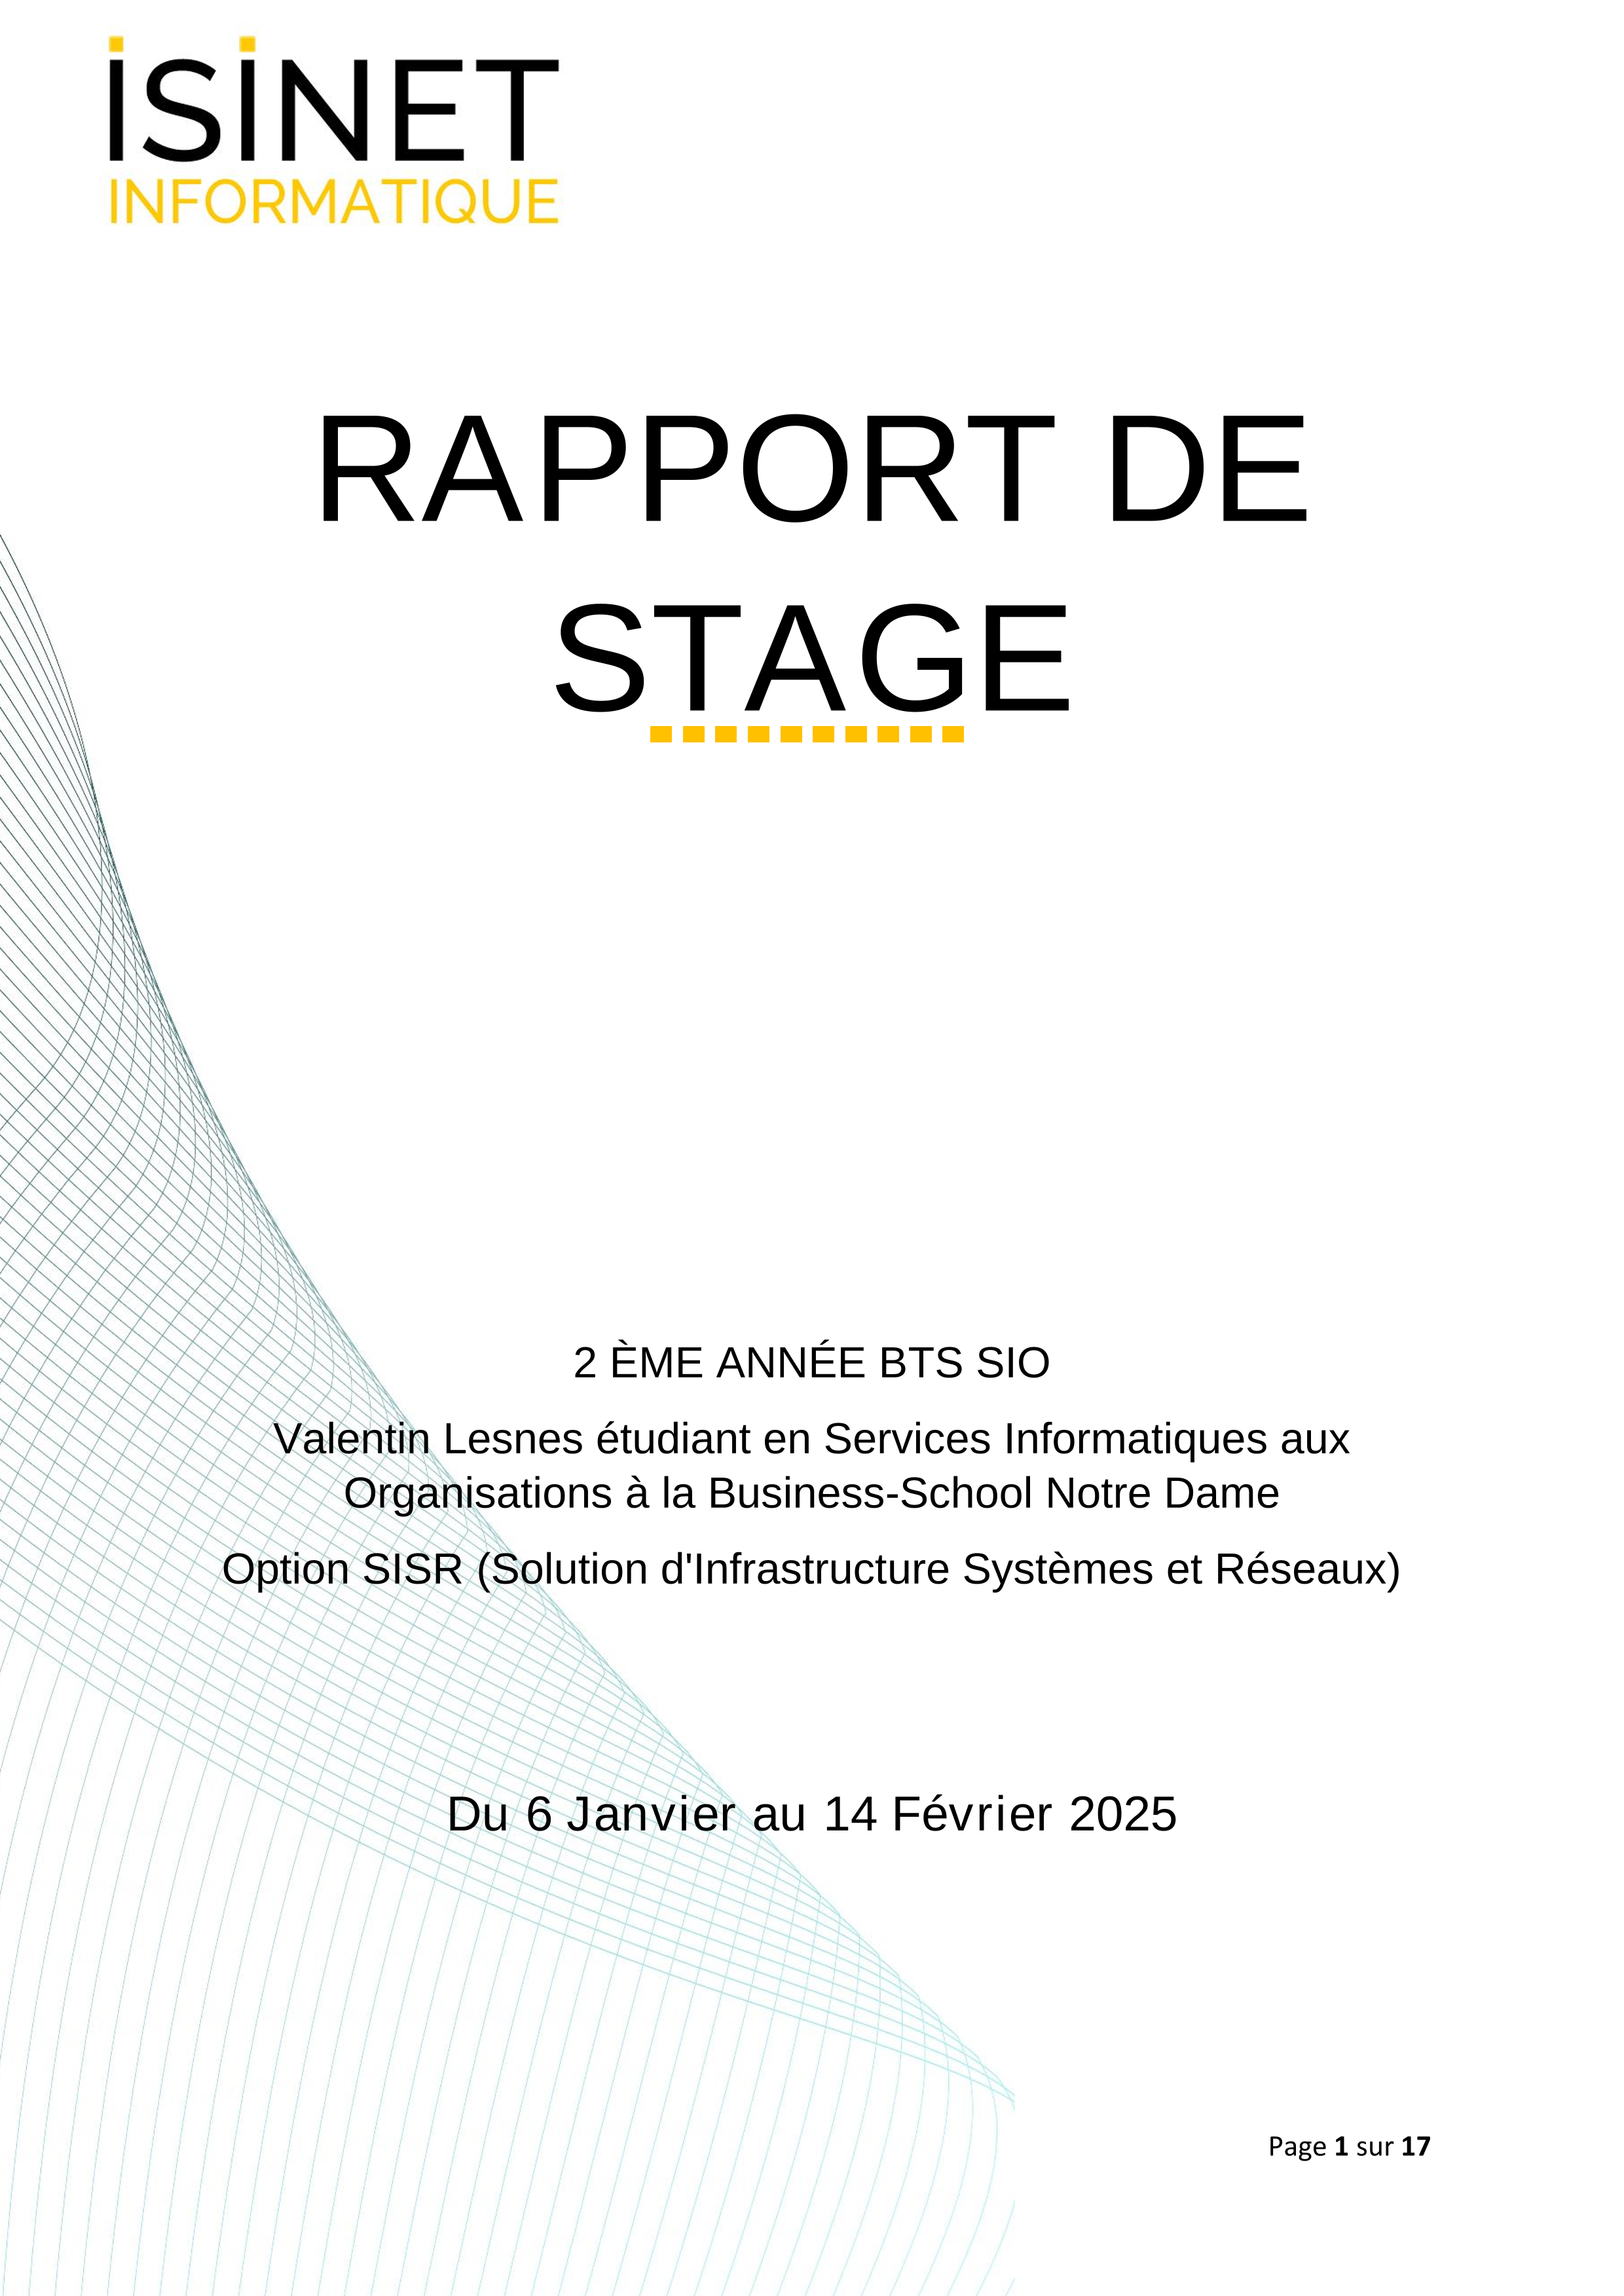 iSiNET
INFORMATIQUE
RAPPORT DE
STAGE
2 ÈME ANNÉE BTS SIO
Valentin Lesnes étudiant en Services Informatiques aux
Organisations à la Business-School Notre Dame
Option SISR (Solution d'Infrastructure Systèmes et Réseaux)
Du 6 Janvier au 14 Février 2025
Page 1 sur 17